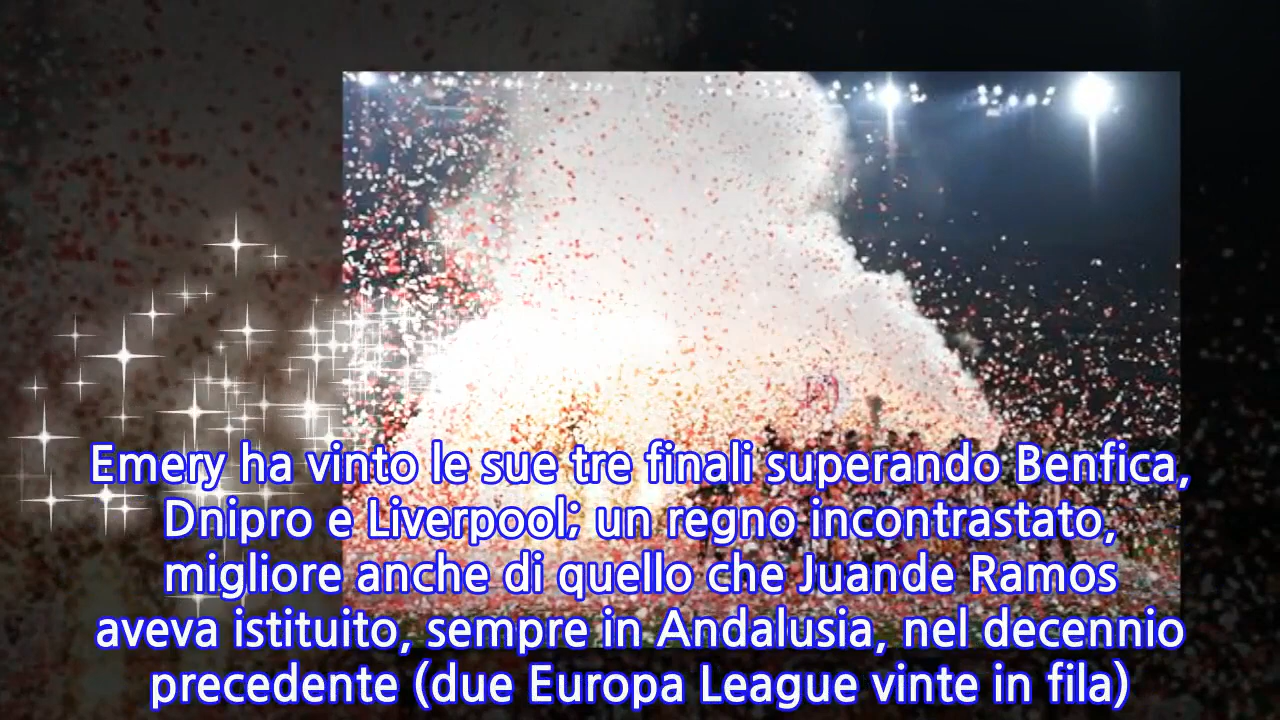 Emery ha vinto le sue tre finali superando Benfica,
Dnipro e Liverpool; un regno incontrastato,
migliore anche di quello che Juande Ramos
aveva istituito, sempre in Andalusia, nel decennio
precedente (due Europa League vinte in fila)